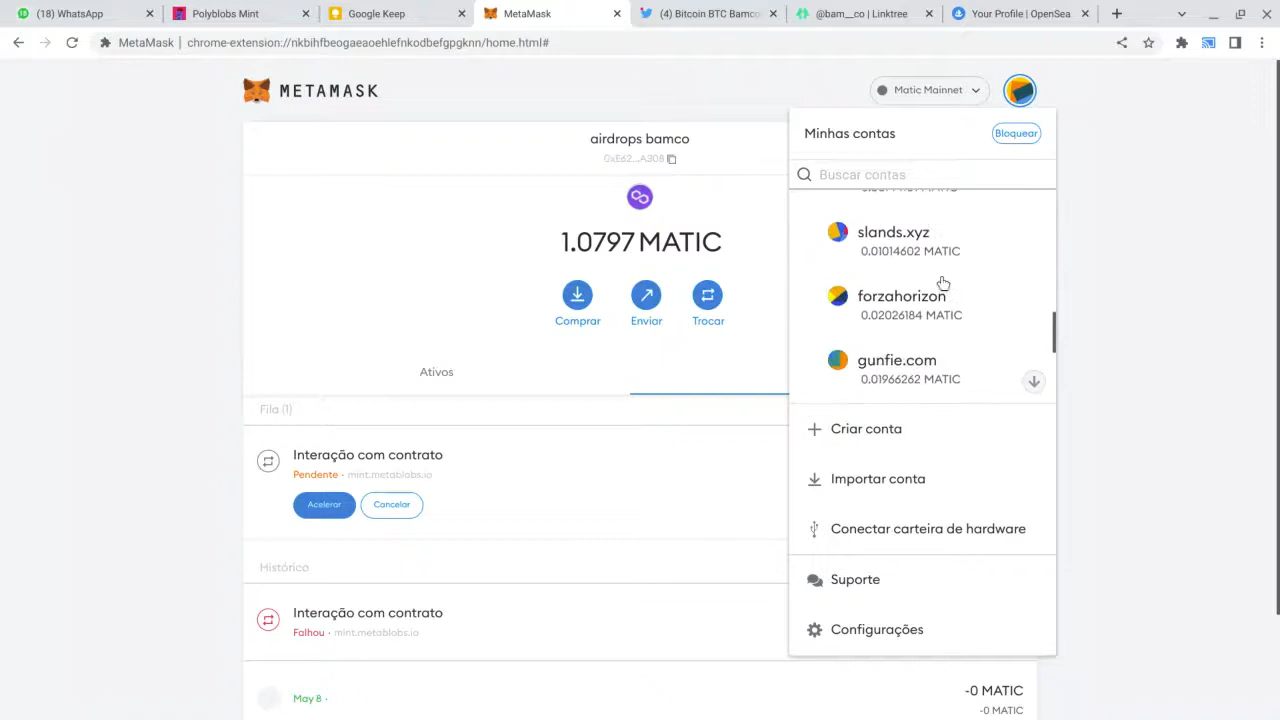 (18) WhatsApp
Polyblobs Mint
Google Keep
MetaMask
(4) Bitcoin BTC Bamco
@bam__co | Linktree
Your Profile | OpenSea
MetaMask | chrome-extension://nkbihfbeogaeaoehlefnkodbefgpgknn/home.html#
METAMASK
Matic Mainnet
airdrops bamco
0xE62...A308
1.0797 MATIC
Comprar
Enviar
Trocar
Ativos
Fila (1)
Interação com contrato
Pendente · mint.metablobs.io
Acelerar
Cancelar
Histórico
Interação com contrato
Falhou · mint.metablobs.io
May 8 ·
-0 MATIC
-0 MATIC
Minhas contas
Bloquear
Buscar contas
slands.xyz
0.01014602 MATIC
forzahorizon
0.02026184 MATIC
gunfie.com
0.01966262 MATIC
Criar conta
Importar conta
Conectar carteira de hardware
Suporte
Configurações